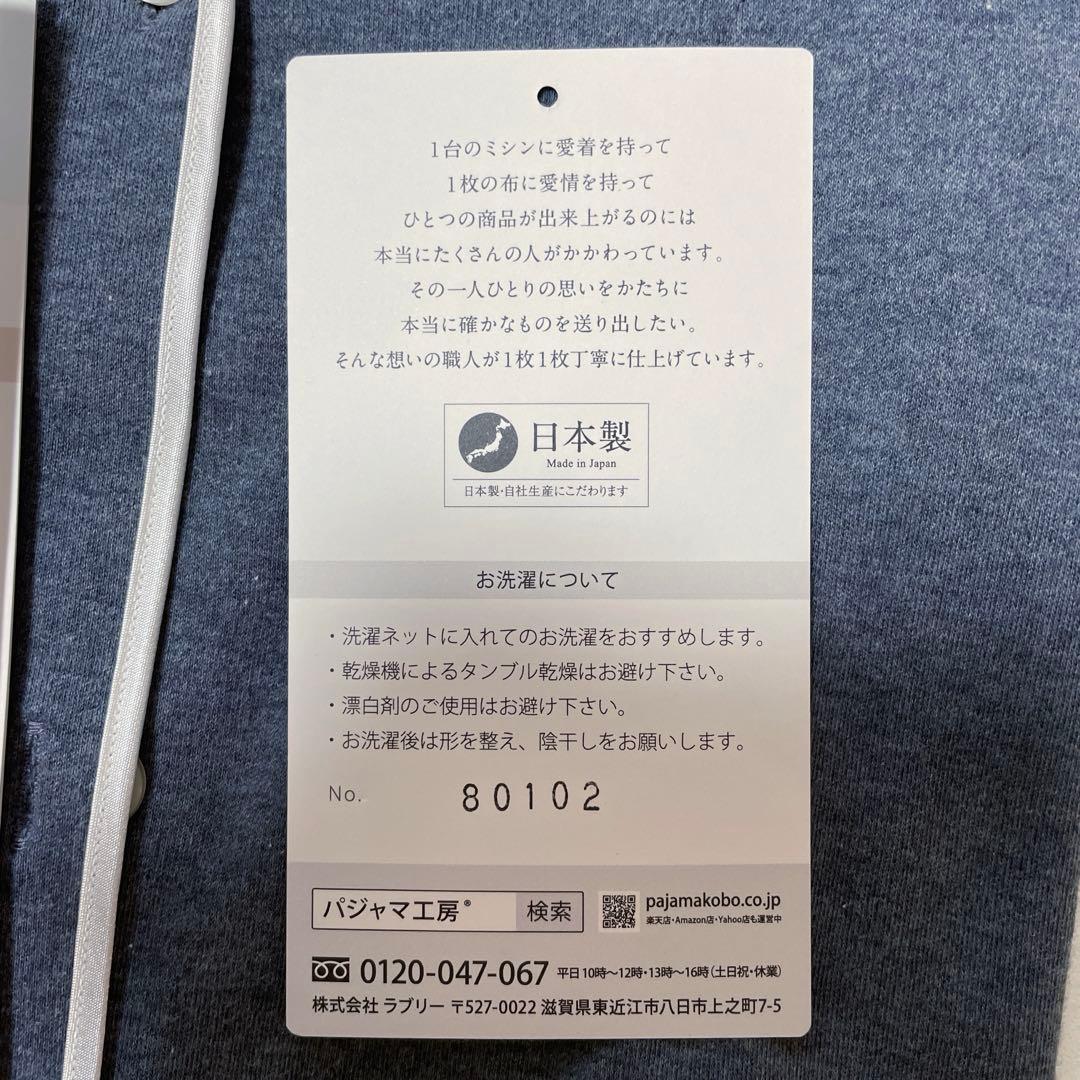 1台のミシンに愛着を持って
1枚の布に愛情を持って
ひとつの商品が出来上がるのには
本当にたくさんの人がかかわっています。
その一人ひとりの思いをかたちに
本当に確かなものを送り出したい。
そんな想いの職人が1枚1枚丁寧に仕上げています。
日本製
Made in Japan
日本製・自社生産にこだわります
お洗濯について
・洗濯ネットに入れてのお洗濯をおすすめします。
・乾燥機によるタンブル乾燥はお避け下さい。
・漂白剤のご使用はお避け下さい。
・お洗濯後は形を整え、陰干しをお願いします。
No. 80102
パジャマ工房® 検索
pajamakobo.co.jp
楽天店・Amazon店・Yahoo店も運営中
0120-047-067 平日10時〜12時・13時〜16時(土日祝・休業)
株式会社 ラブリー 〒527-0022 滋賀県東近江市八日市上之町7-5